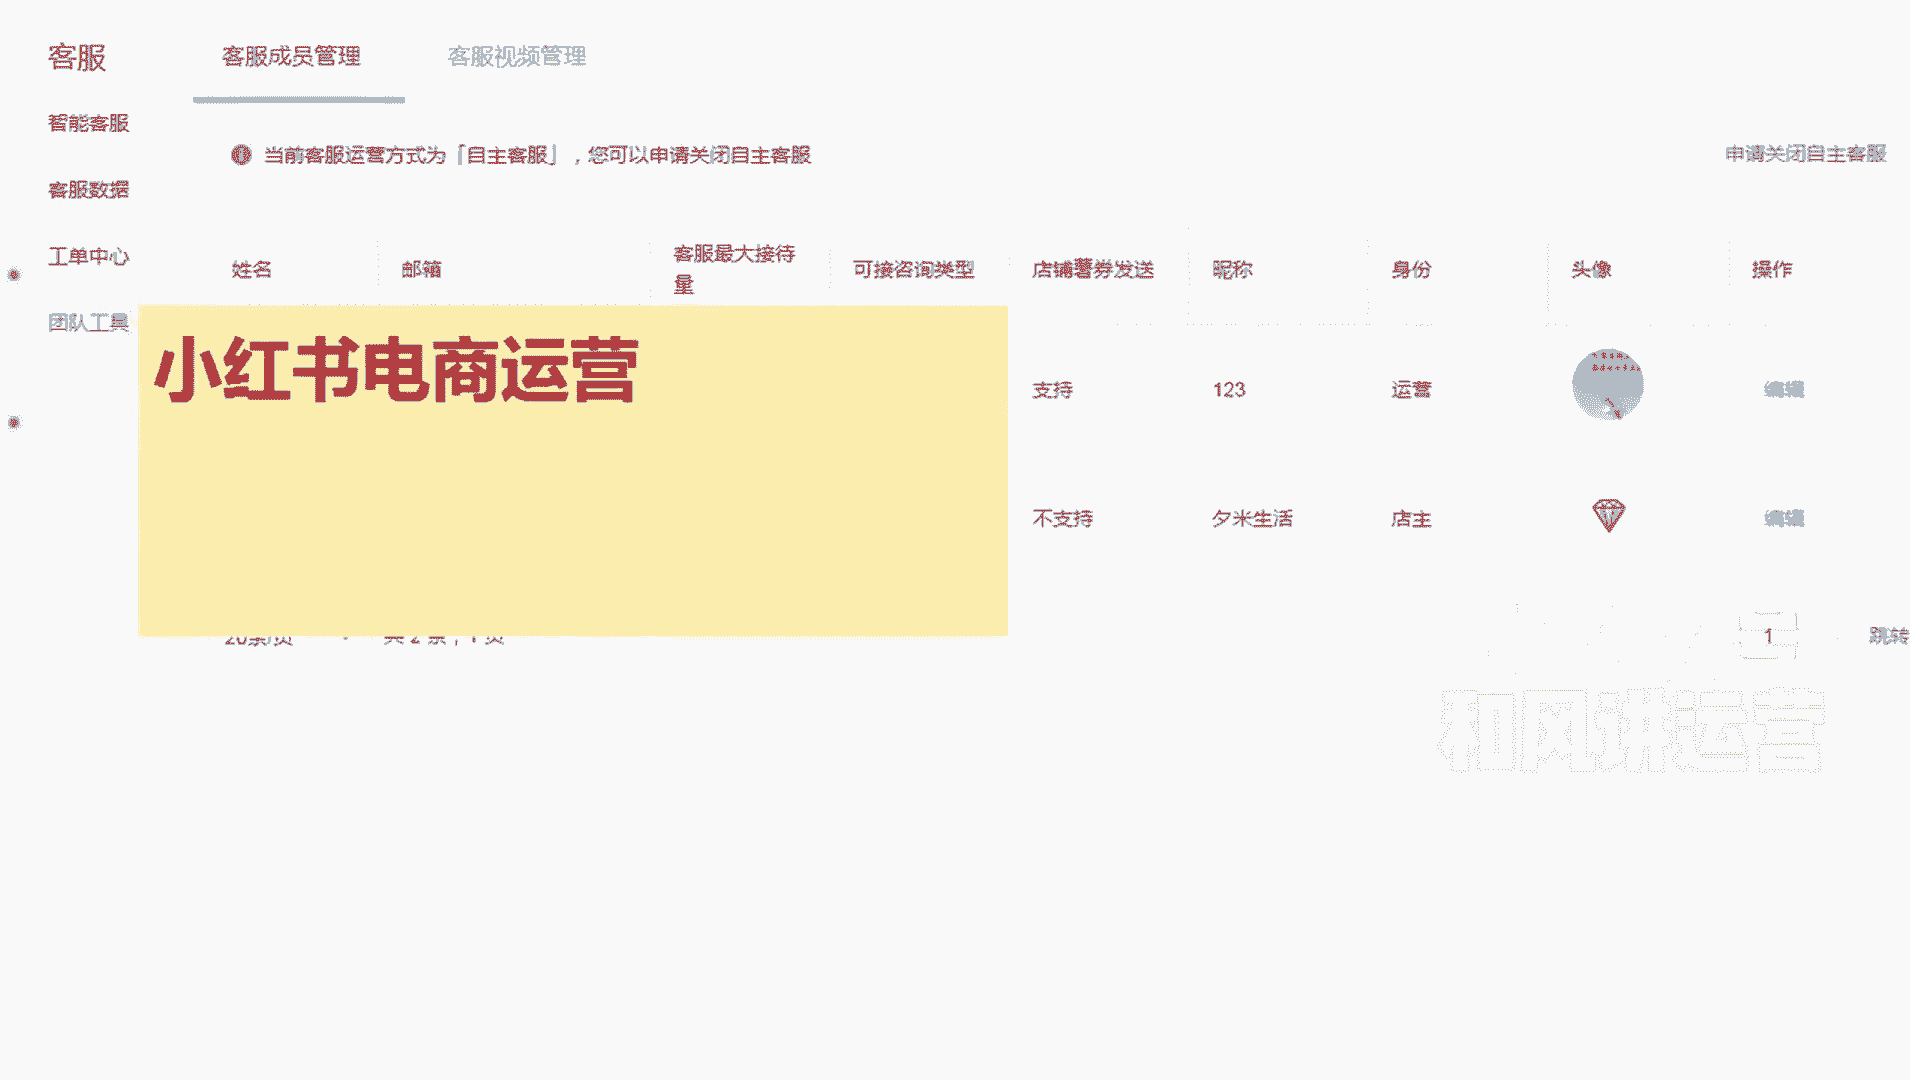 客服
客服成员管理
客服视频管理
智能客服
当前客服运营方式为「自主客服」，您可以申请关闭自主客服
申请关闭自主客服
客服数据
工单中心
团队工具
姓名
邮箱
客服最大接待
量
可接咨询类型
店铺薯券发送
昵称
身份
头像
操作
小红书电商运营
支持
123
运营
编辑
不支持
夕米生活
店主
编辑
20条/页
共 2 条，1 页
1
跳转
和风讲运营